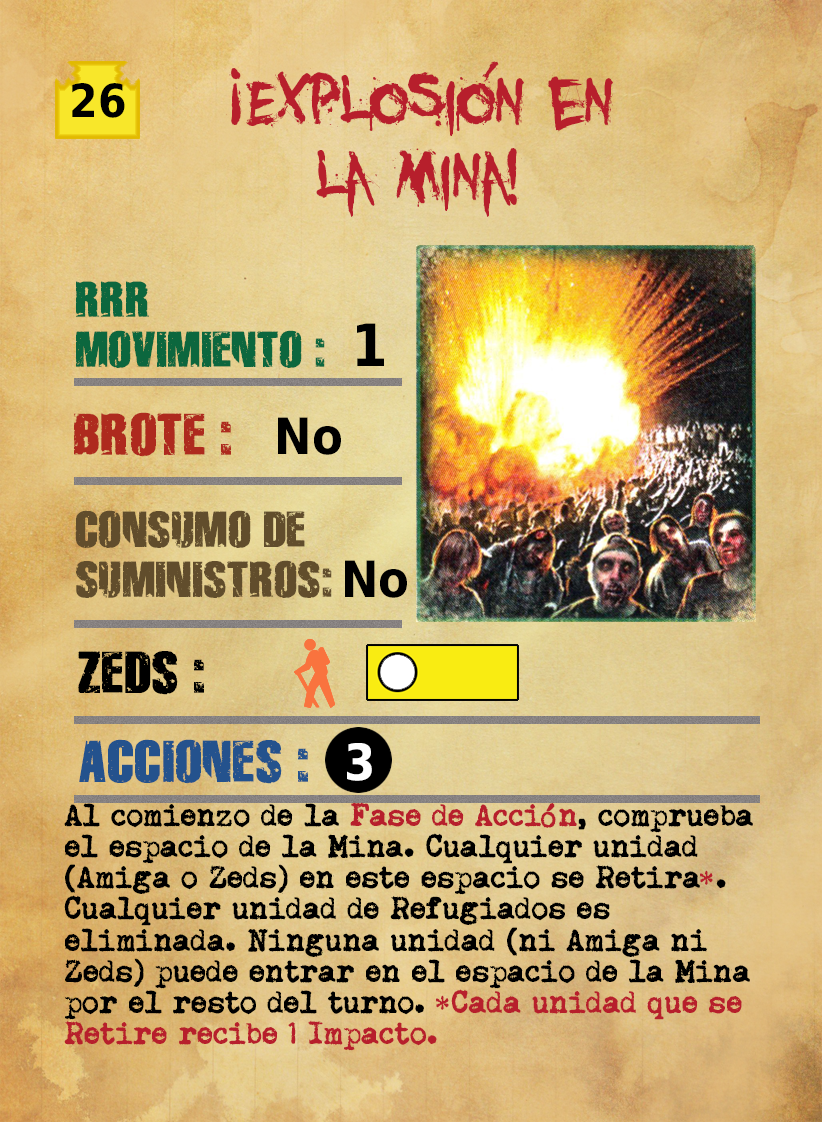 26
¡EXPLOSIÓN EN
LA MINA!
RRR
MOVIMIENTO : 1
BROTE : No
CONSUMO DE
SUMINISTROS: No
ZEDS :
ACCIONES : 3
Al comienzo de la Fase de Acción, comprueba
el espacio de la Mina. Cualquier unidad
(Amiga o Zeds) en este espacio se Retira*.
Cualquier unidad de Refugiados es
eliminada. Ninguna unidad (ni Amiga ni
Zeds) puede entrar en el espacio de la Mina
por el resto del turno. *Cada unidad que se
Retire recibe 1 Impacto.